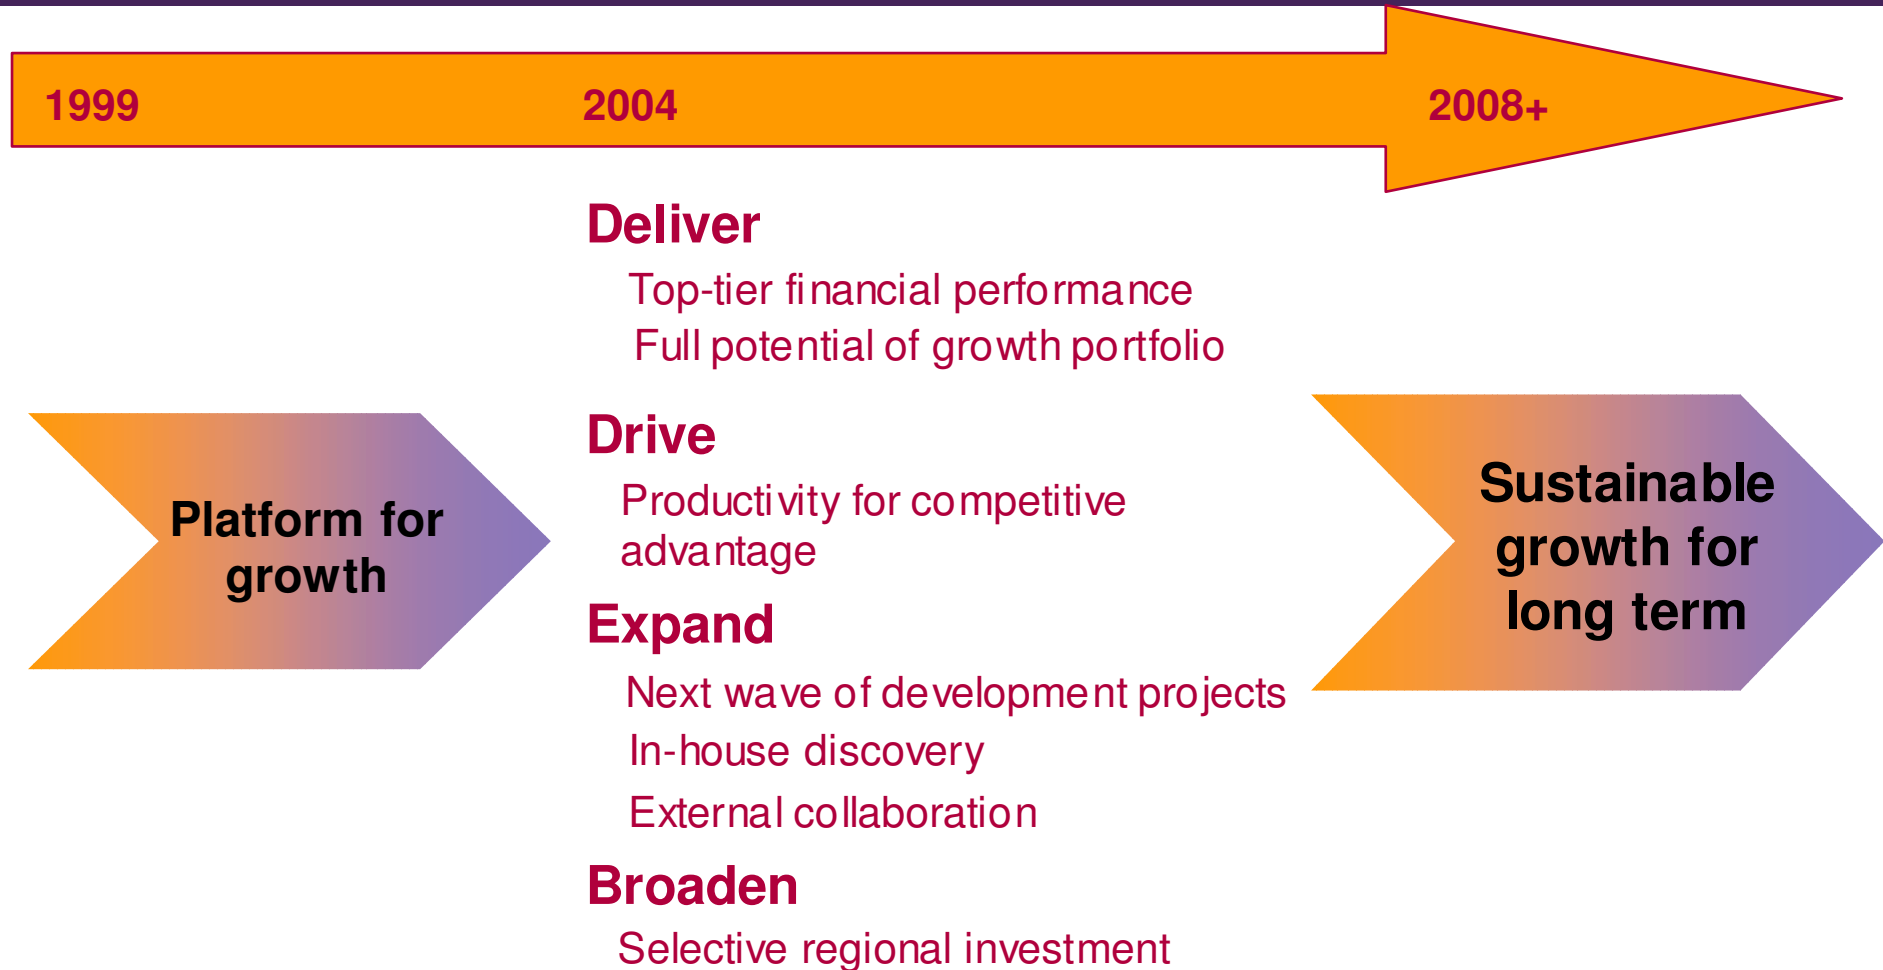 1999 2004 2008+
Deliver
Top-tier financial performance
Full potential of growth portfolio
Drive
Productivity for competitive
advantage
Expand
Next wave of development projects
In-house discovery
External collaboration
Broaden
Selective regional investment
Platform for
growth
Sustainable
growth for
long term